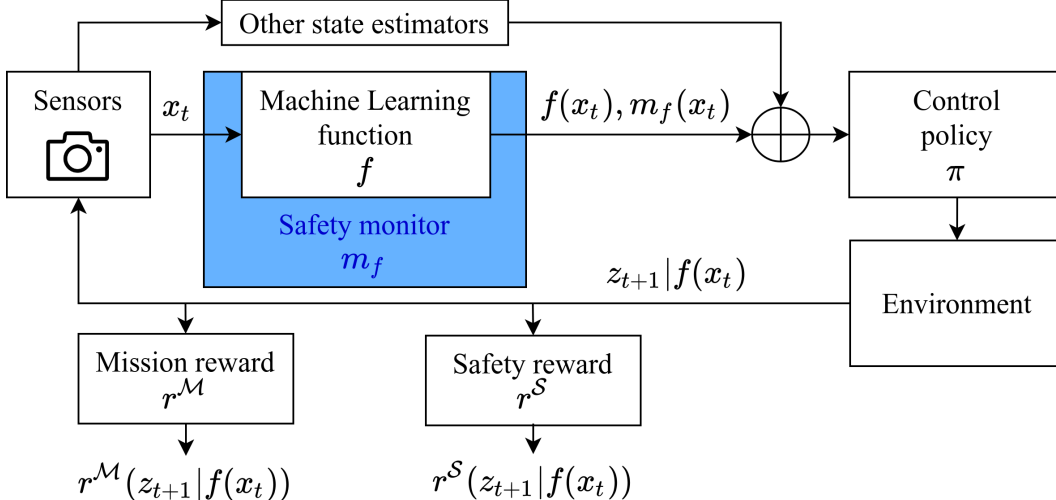 Other state estimators
Sensors
x_t
Machine Learning
function
f
f(x_t), m_f(x_t)
Control
policy
π
Safety monitor
m_f
z_{t+1}|f(x_t)
Environment
Mission reward
r^ℳ
Safety reward
r^𝒮
r^ℳ(z_{t+1}|f(x_t))
r^𝒮(z_{t+1}|f(x_t))